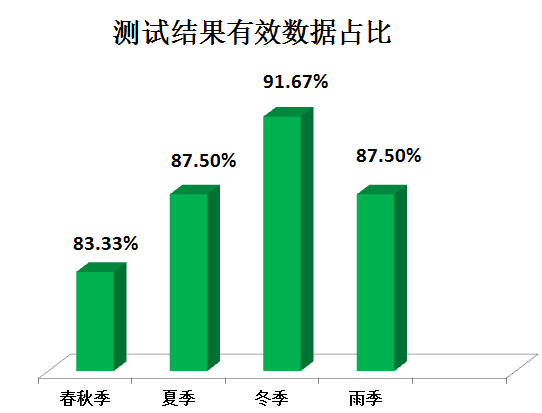 测试结果有效数据占比
91.67%
87.50%
87.50%
83.33%
春秋季
夏季
冬季
雨季